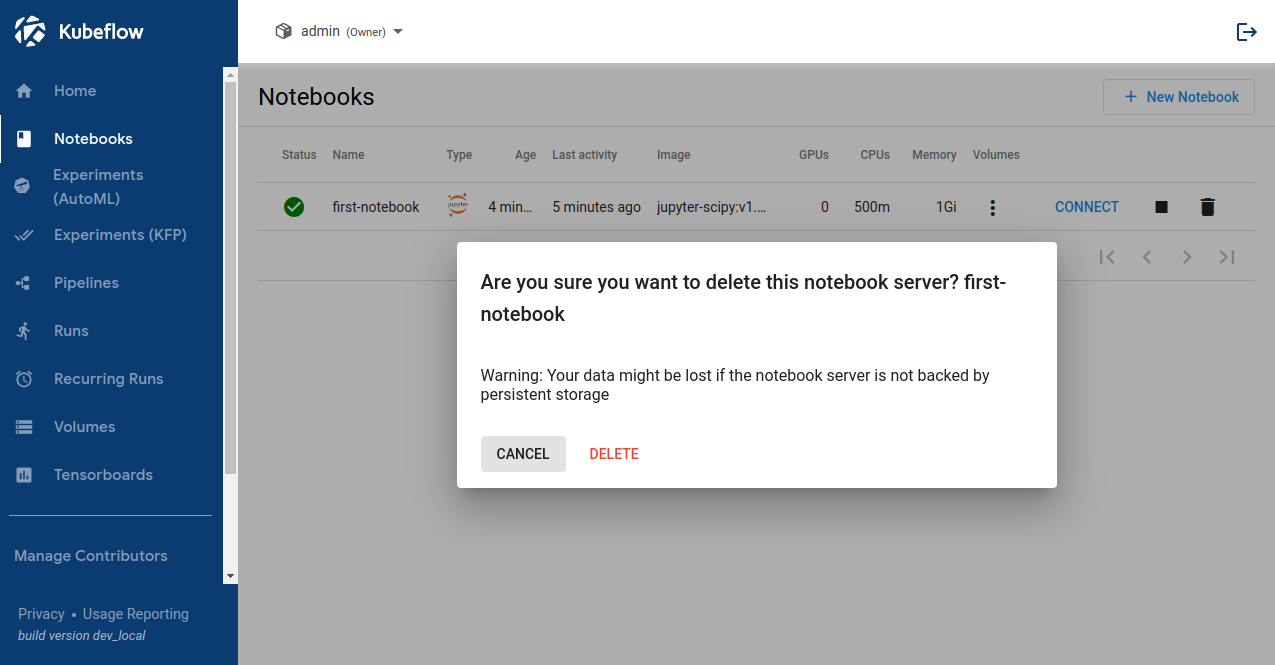 Kubeflow
admin (Owner)
Home
Notebooks
Experiments
(AutoML)
Experiments (KFP)
Pipelines
Runs
Recurring Runs
Volumes
Tensorboards
Manage Contributors
Privacy • Usage Reporting
build version dev_local
Notebooks
+ New Notebook
Status Name Type Age Last activity Image GPUs CPUs Memory Volumes
first-notebook jupyter 4 min... 5 minutes ago jupyter-scipy:v1.... 0 500m 1Gi CONNECT
Are you sure you want to delete this notebook server? first-
notebook
Warning: Your data might be lost if the notebook server is not backed by
persistent storage
CANCEL DELETE